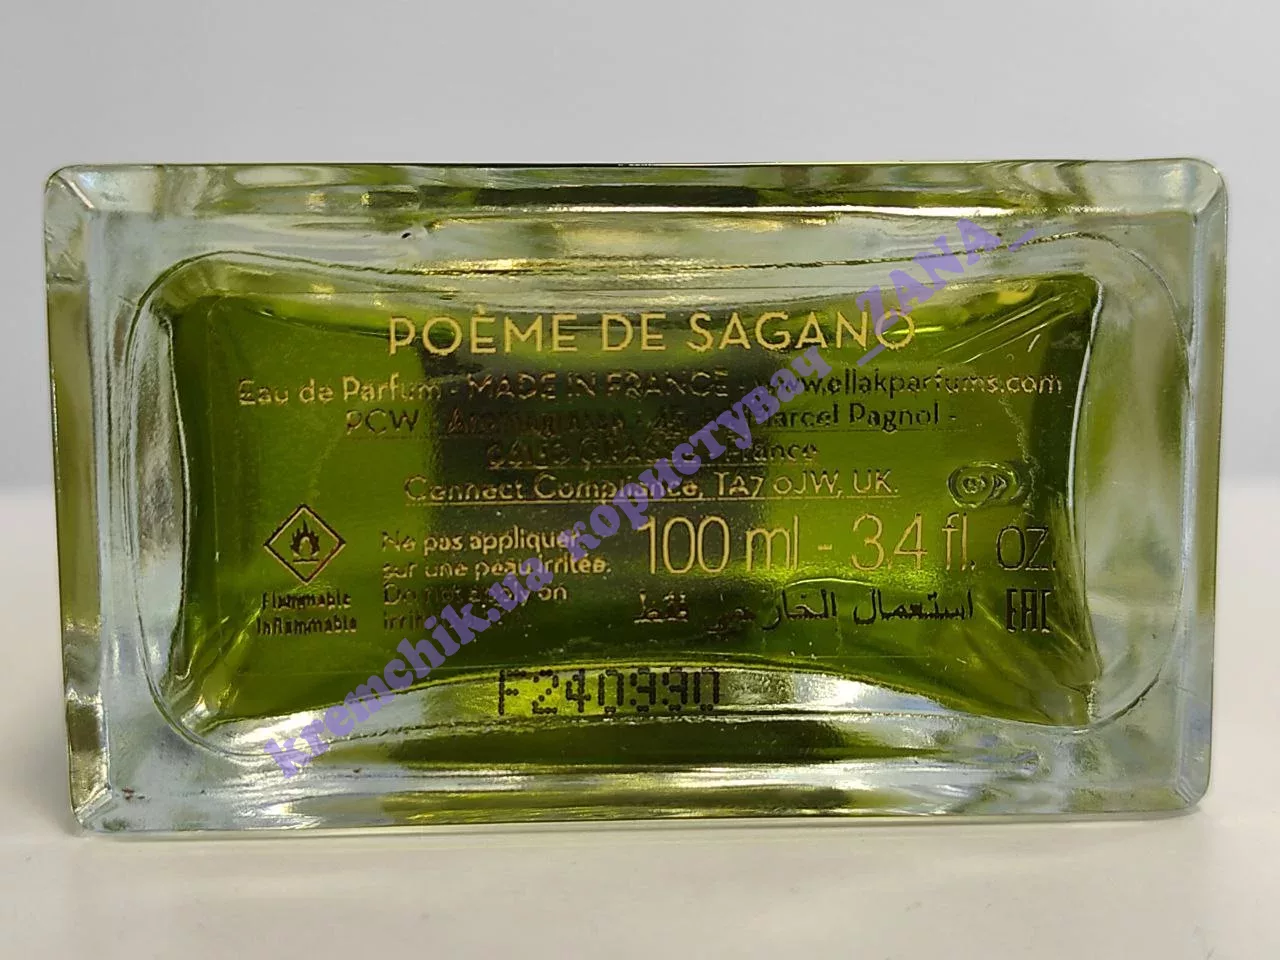 POÈME DE SAGANO
Eau de Parfum - MADE IN FRANCE - www.ellakparfums.com
PCW - Marcel Pagnol -
France
Connect Compliance, TA7 0JW, UK.
Ne pas appliquer
sur une peau irritée.
Do not apply on
100 ml - 3.4 fl. oz.
Flammable
Inflammable
استعمال الخارجي فقط
EAC
F240990
kremchik.ua користувач _ZANA_